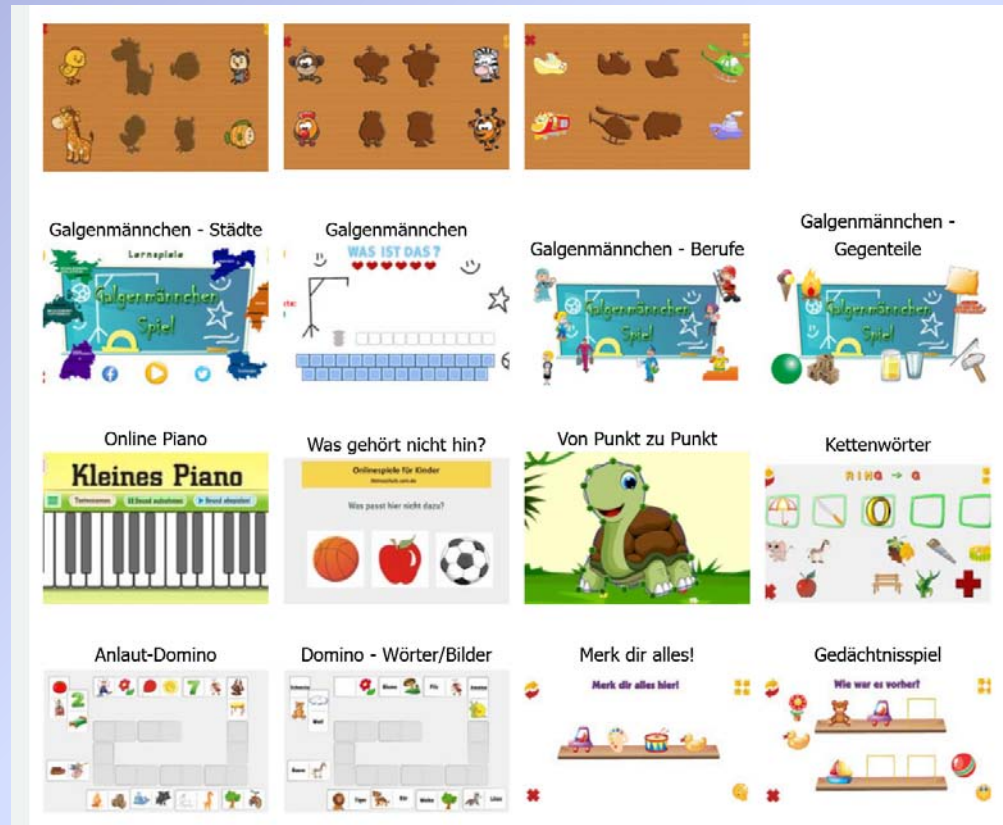 Galgenmännchen - Städte
Galgenmännchen
Galgenmännchen - Berufe
Galgenmännchen -
Gegenteile
Lernspiele
Galgenmännchen
Spiel
WAS IST DAS?
Galgenmännchen
Spiel
Galgenmännchen
Spiel
Online Piano
Was gehört nicht hin?
Von Punkt zu Punkt
Kettenwörter
Kleines Piano
Onlinespiele für Kinder
Was passt hier nicht dazu?
RING → G
Anlaut-Domino
Domino - Wörter/Bilder
Merk dir alles!
Gedächtnisspiel
Merk dir alles hier!
Wie war es vorher?
7
2